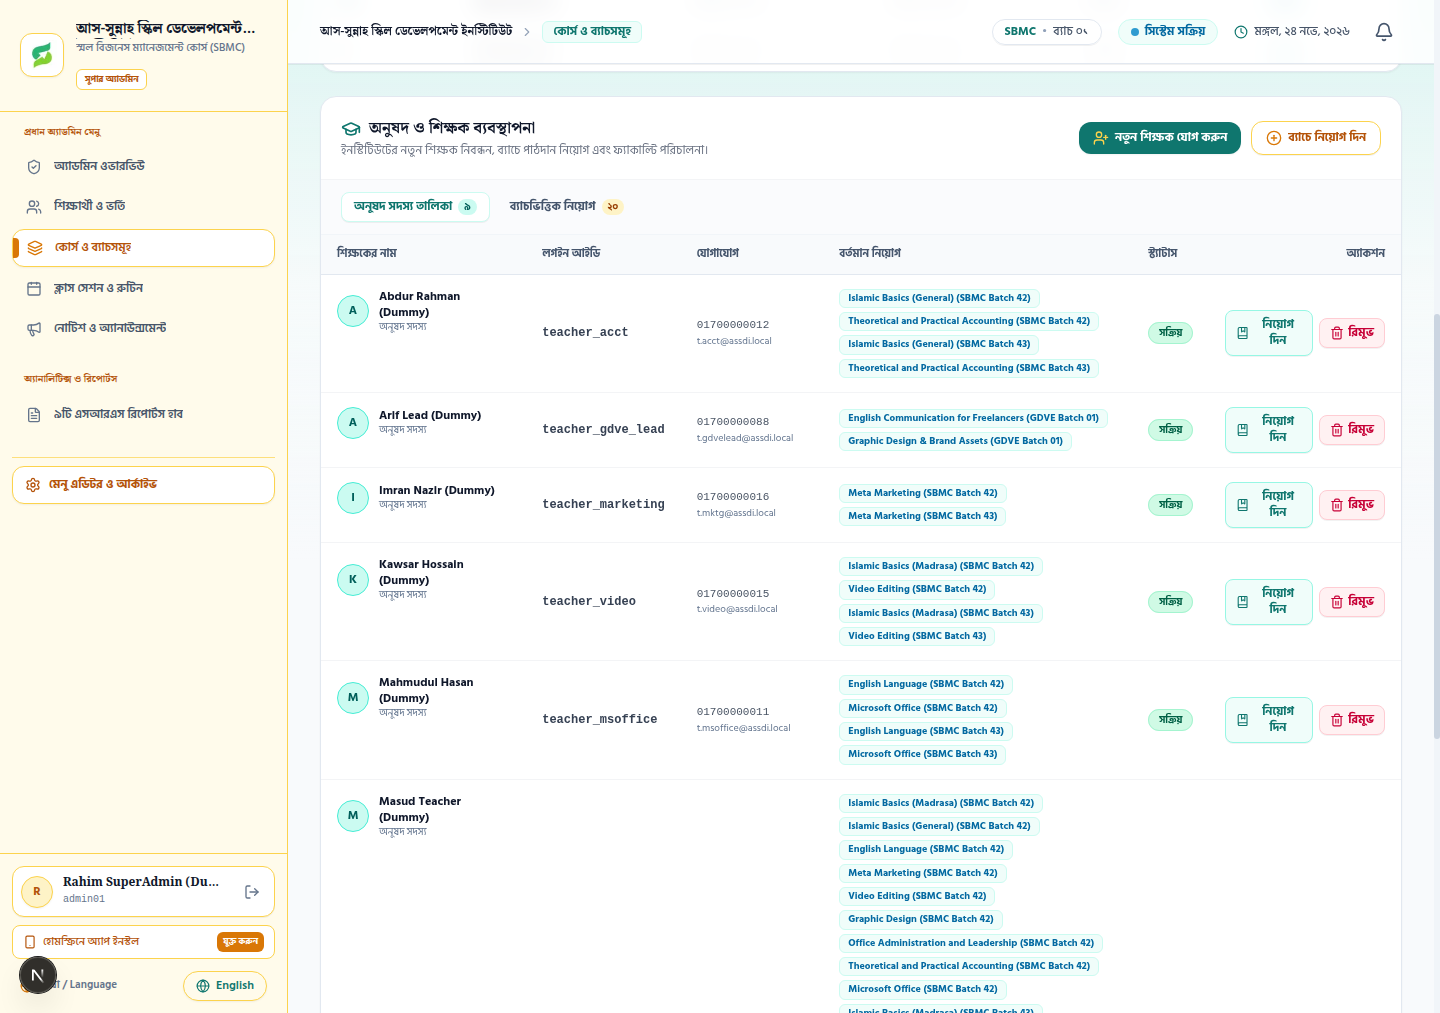 আস-সুন্নাহ স্কিল ডেভেলপমেন্ট...
স্মল বিজনেস ম্যানেজমেন্ট কোর্স (SBMC)
সুপার অ্যাডমিন
প্রধান অ্যাডমিন মেনু
অ্যাডমিন ওভারভিউ
শিক্ষার্থী ও ভর্তি
কোর্স ও ব্যাচসমূহ
ক্লাস সেশন ও রুটিন
নোটিশ ও অ্যানাউন্সমেন্ট
অ্যানালিটিক্স ও রিপোর্টস
৯টি এসআরএস রিপোর্টস হাব
মেনু এডিটর ও আর্কাইভ
R
Rahim SuperAdmin (Du...
admin01
হোমস্ক্রিনে অ্যাপ ইনস্টল
যুক্ত করুন
N
/ Language
English
আস-সুন্নাহ স্কিল ডেভেলপমেন্ট ইনস্টিটিউট
কোর্স ও ব্যাচসমূহ
SBMC • ব্যাচ ০১
সিস্টেম সক্রিয়
মঙ্গল, ২৪ নভে, ২০২৬
অনুষদ ও শিক্ষক ব্যবস্থাপনা
ইনস্টিটিউটের নতুন শিক্ষক নিবন্ধন, ব্যাচে পাঠদান নিয়োগ এবং ফ্যাকাল্টি পরিচালনা।
নতুন শিক্ষক যোগ করুন
ব্যাচে নিয়োগ দিন
অনুষদ সদস্য তালিকা ৯
ব্যাচভিত্তিক নিয়োগ ২০
শিক্ষকের নাম লগইন আইডি যোগাযোগ বর্তমান নিয়োগ স্ট্যাটাস অ্যাকশন
A
Abdur Rahman
(Dummy)
অনুষদ সদস্য
teacher_acct
01700000012
t.acct@assdi.local
Islamic Basics (General) (SBMC Batch 42)
Theoretical and Practical Accounting (SBMC Batch 42)
Islamic Basics (General) (SBMC Batch 43)
Theoretical and Practical Accounting (SBMC Batch 43)
সক্রিয়
নিয়োগ
দিন
রিমুভ
A
Arif Lead (Dummy)
অনুষদ সদস্য
teacher_gdve_lead
01700000088
t.gdvelead@assdi.local
English Communication for Freelancers (GDVE Batch 01)
Graphic Design & Brand Assets (GDVE Batch 01)
সক্রিয়
নিয়োগ
দিন
রিমুভ
I
Imran Nazir (Dummy)
অনুষদ সদস্য
teacher_marketing
01700000016
t.mktg@assdi.local
Meta Marketing (SBMC Batch 42)
Meta Marketing (SBMC Batch 43)
সক্রিয়
নিয়োগ
দিন
রিমুভ
K
Kawsar Hossain
(Dummy)
অনুষদ সদস্য
teacher_video
01700000015
t.video@assdi.local
Islamic Basics (Madrasa) (SBMC Batch 42)
Video Editing (SBMC Batch 42)
Islamic Basics (Madrasa) (SBMC Batch 43)
Video Editing (SBMC Batch 43)
সক্রিয়
নিয়োগ
দিন
রিমুভ
M
Mahmudul Hasan
(Dummy)
অনুষদ সদস্য
teacher_msoffice
01700000011
t.msoffice@assdi.local
English Language (SBMC Batch 42)
Microsoft Office (SBMC Batch 42)
English Language (SBMC Batch 43)
Microsoft Office (SBMC Batch 43)
সক্রিয়
নিয়োগ
দিন
রিমুভ
M
Masud Teacher
(Dummy)
অনুষদ সদস্য
Islamic Basics (Madrasa) (SBMC Batch 42)
Islamic Basics (General) (SBMC Batch 42)
English Language (SBMC Batch 42)
Meta Marketing (SBMC Batch 42)
Video Editing (SBMC Batch 42)
Graphic Design (SBMC Batch 42)
Office Administration and Leadership (SBMC Batch 42)
Theoretical and Practical Accounting (SBMC Batch 42)
Microsoft Office (SBMC Batch 42)
Islamic Basics (Madrasa) (SBMC Batch 43)